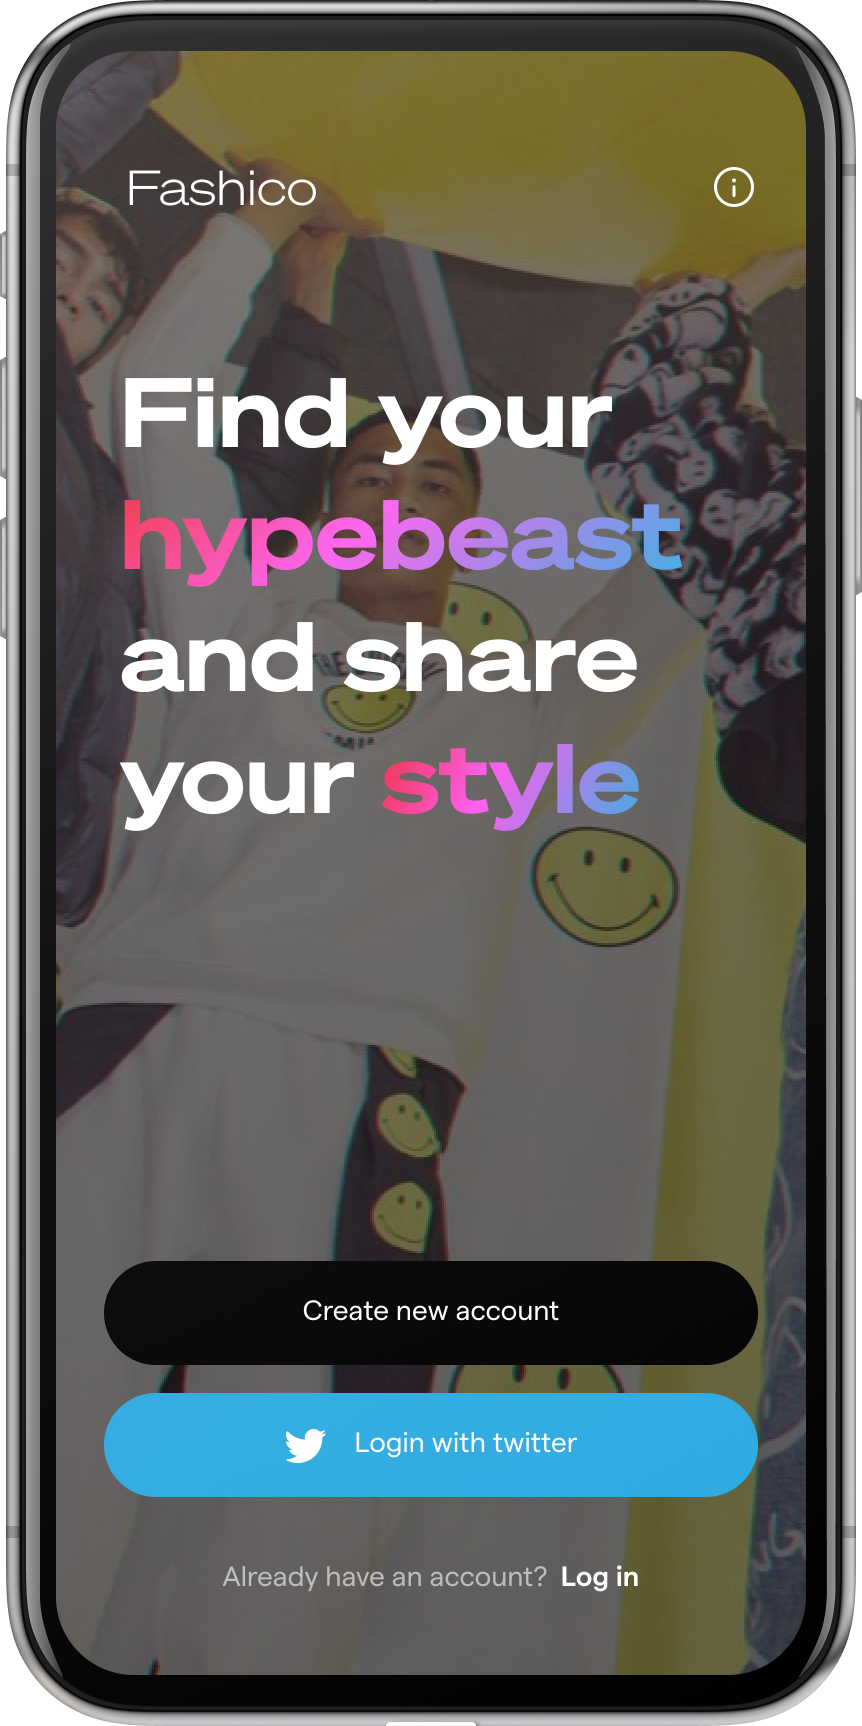 Fashico
Find your
hypebeast
and share
your style
Create new account
Login with twitter
Already have an account? Log in